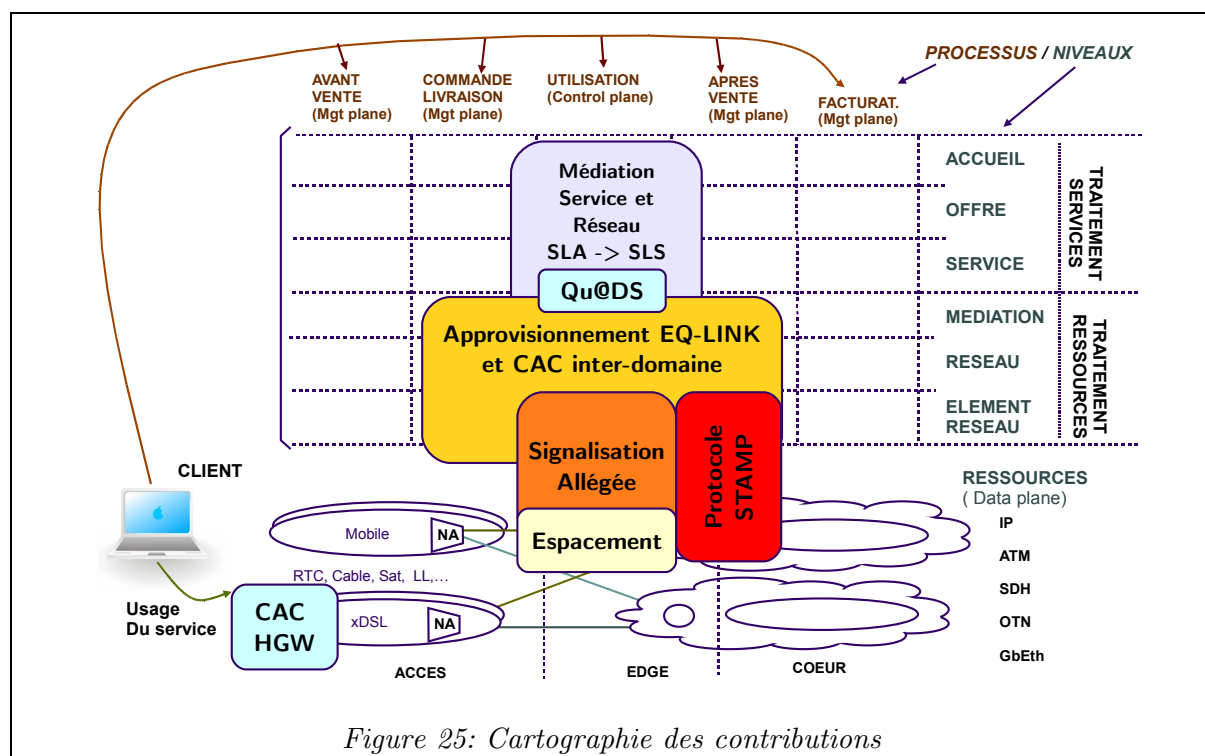 PROCESSUS / NIVEAUX
AVANT
VENTE
(Mgt plane)
COMMANDE
LIVRAISON
(Mgt plane)
UTILISATION
(Control plane)
APRES
VENTE
(Mgt plane)
FACTURAT.
(Mgt plane)
Médiation
Service et
Réseau
SLA -> SLS
Qu@DS
ACCUEIL
OFFRE
SERVICE
TRAITEMENT
SERVICES
Approvisionnement EQ-LINK
et CAC inter-domaine
MEDIATION
RESEAU
ELEMENT
RESEAU
TRAITEMENT
RESSOURCES
Signalisation
Allégée
Protocole
STAMP
Espacement
CLIENT
RESSOURCES
( Data plane)
IP
ATM
SDH
OTN
GbEth
Mobile
NA
RTC, Cable, Sat, LL,...
Usage
Du service
CAC
HGW
xDSL
NA
ACCES
EDGE
COEUR
Figure 25: Cartographie des contributions